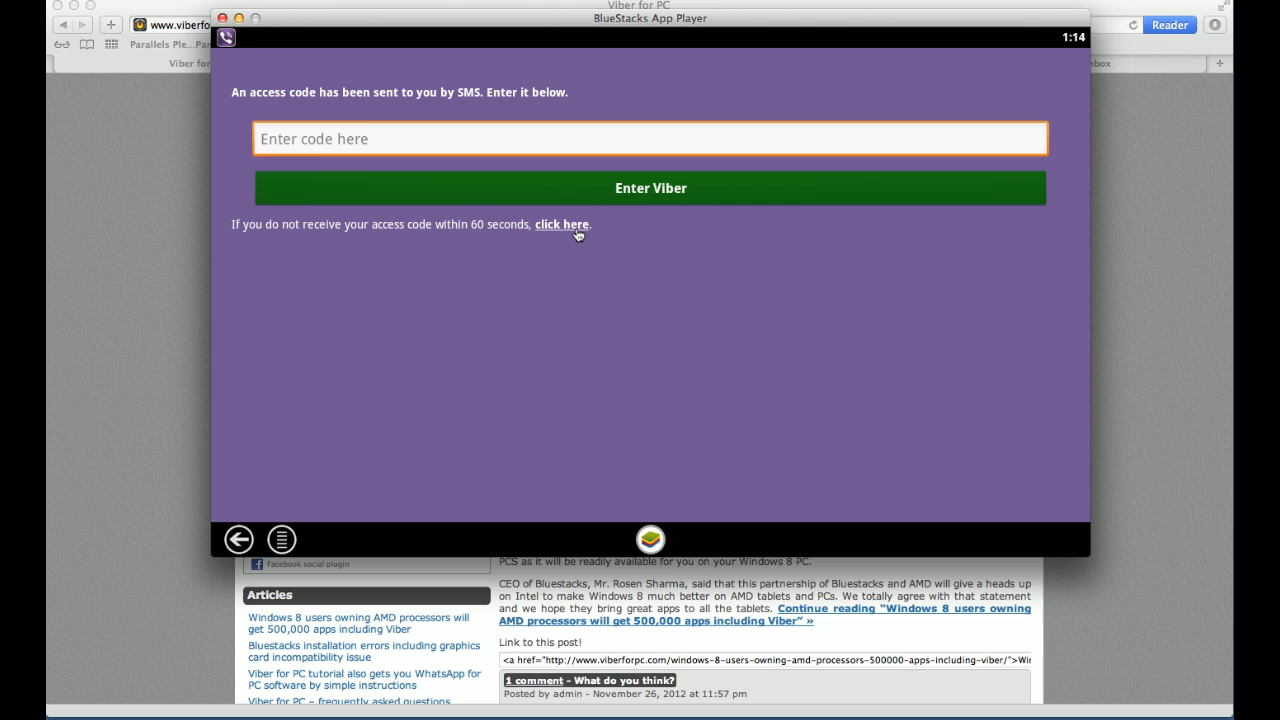 Viber for PC
BlueStacks App Player
www.viberfo
Reader
Parallels Ple...Par
Viber for
nbox
1:14
An access code has been sent to you by SMS. Enter it below.
Enter code here
Enter Viber
If you do not receive your access code within 60 seconds, click here.
Facebook social plugin
Articles
Windows 8 users owning AMD processors will
get 500,000 apps including Viber
Bluestacks installation errors including graphics
card incompatibility issue
Viber for PC tutorial also gets you WhatsApp for
PC software by simple instructions
Viber for PC – frequently asked questions
PCS as it will be readily available for you on your Windows 8 PC.
CEO of Bluestacks, Mr. Rosen Sharma, said that this partnership of Bluestacks and AMD will give a heads up
on Intel to make Windows 8 much better on AMD tablets and PCs. We totally agree with that statement
and we hope they bring great apps to all the tablets. Continue reading "Windows 8 users owning
AMD processors will get 500,000 apps including Viber" »
Link to this post!
<a href="http://www.viberforpc.com/windows-8-users-owning-amd-processors-500000-apps-including-viber/">Wi
1 comment - What do you think?
Posted by admin - November 26, 2012 at 11:57 pm